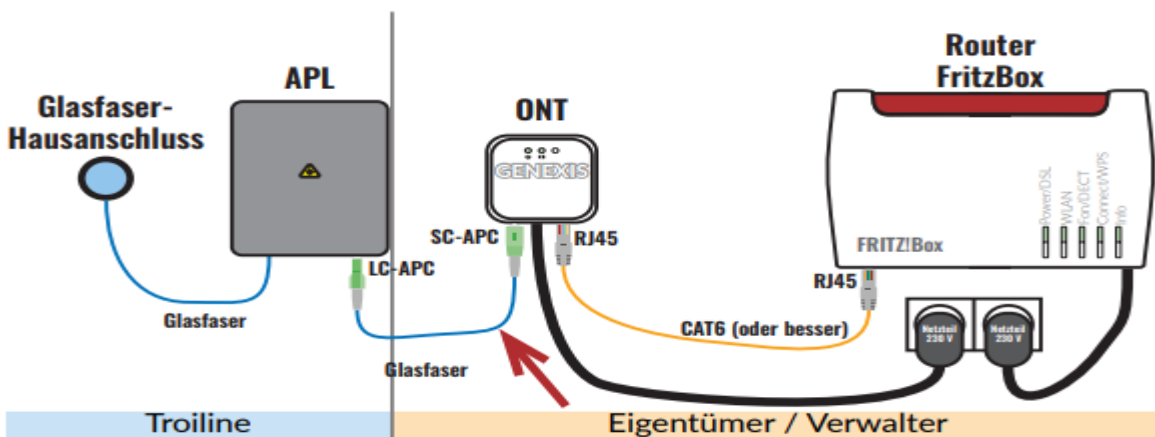 Glasfaser-
Hausanschluss
APL
ONT
Router
FritzBox
GENEXIS
Power/DSL
WLAN
Fon/DECT
Connect/WPS
Info
FRITZ!Box
SC-APC
RJ45
LC-APC
RJ45
Glasfaser
Glasfaser
CAT6 (oder besser)
Netzteil
230 V
Netzteil
230 V
Troiline
Eigentümer / Verwalter